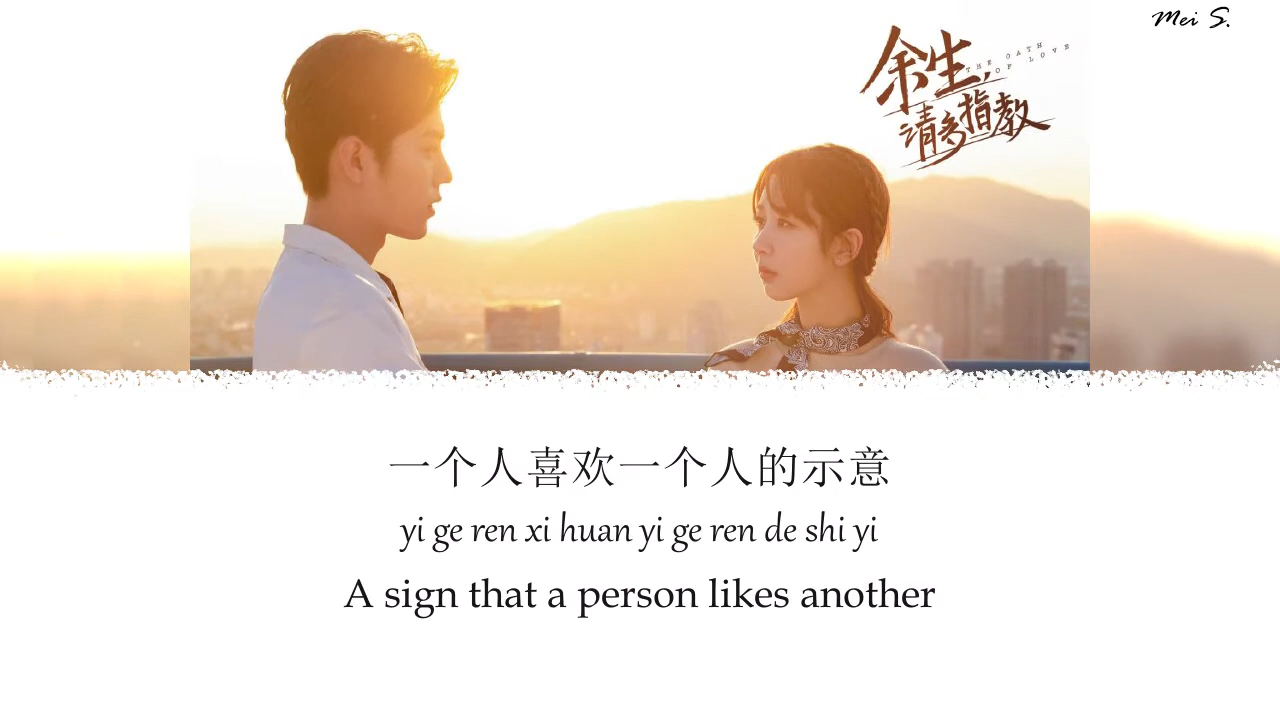 Mei S.
余生,
THE OATH
OF LOVE
请多指教
一个人喜欢一个人的示意
yi ge ren xi huan yi ge ren de shi yi
A sign that a person likes another